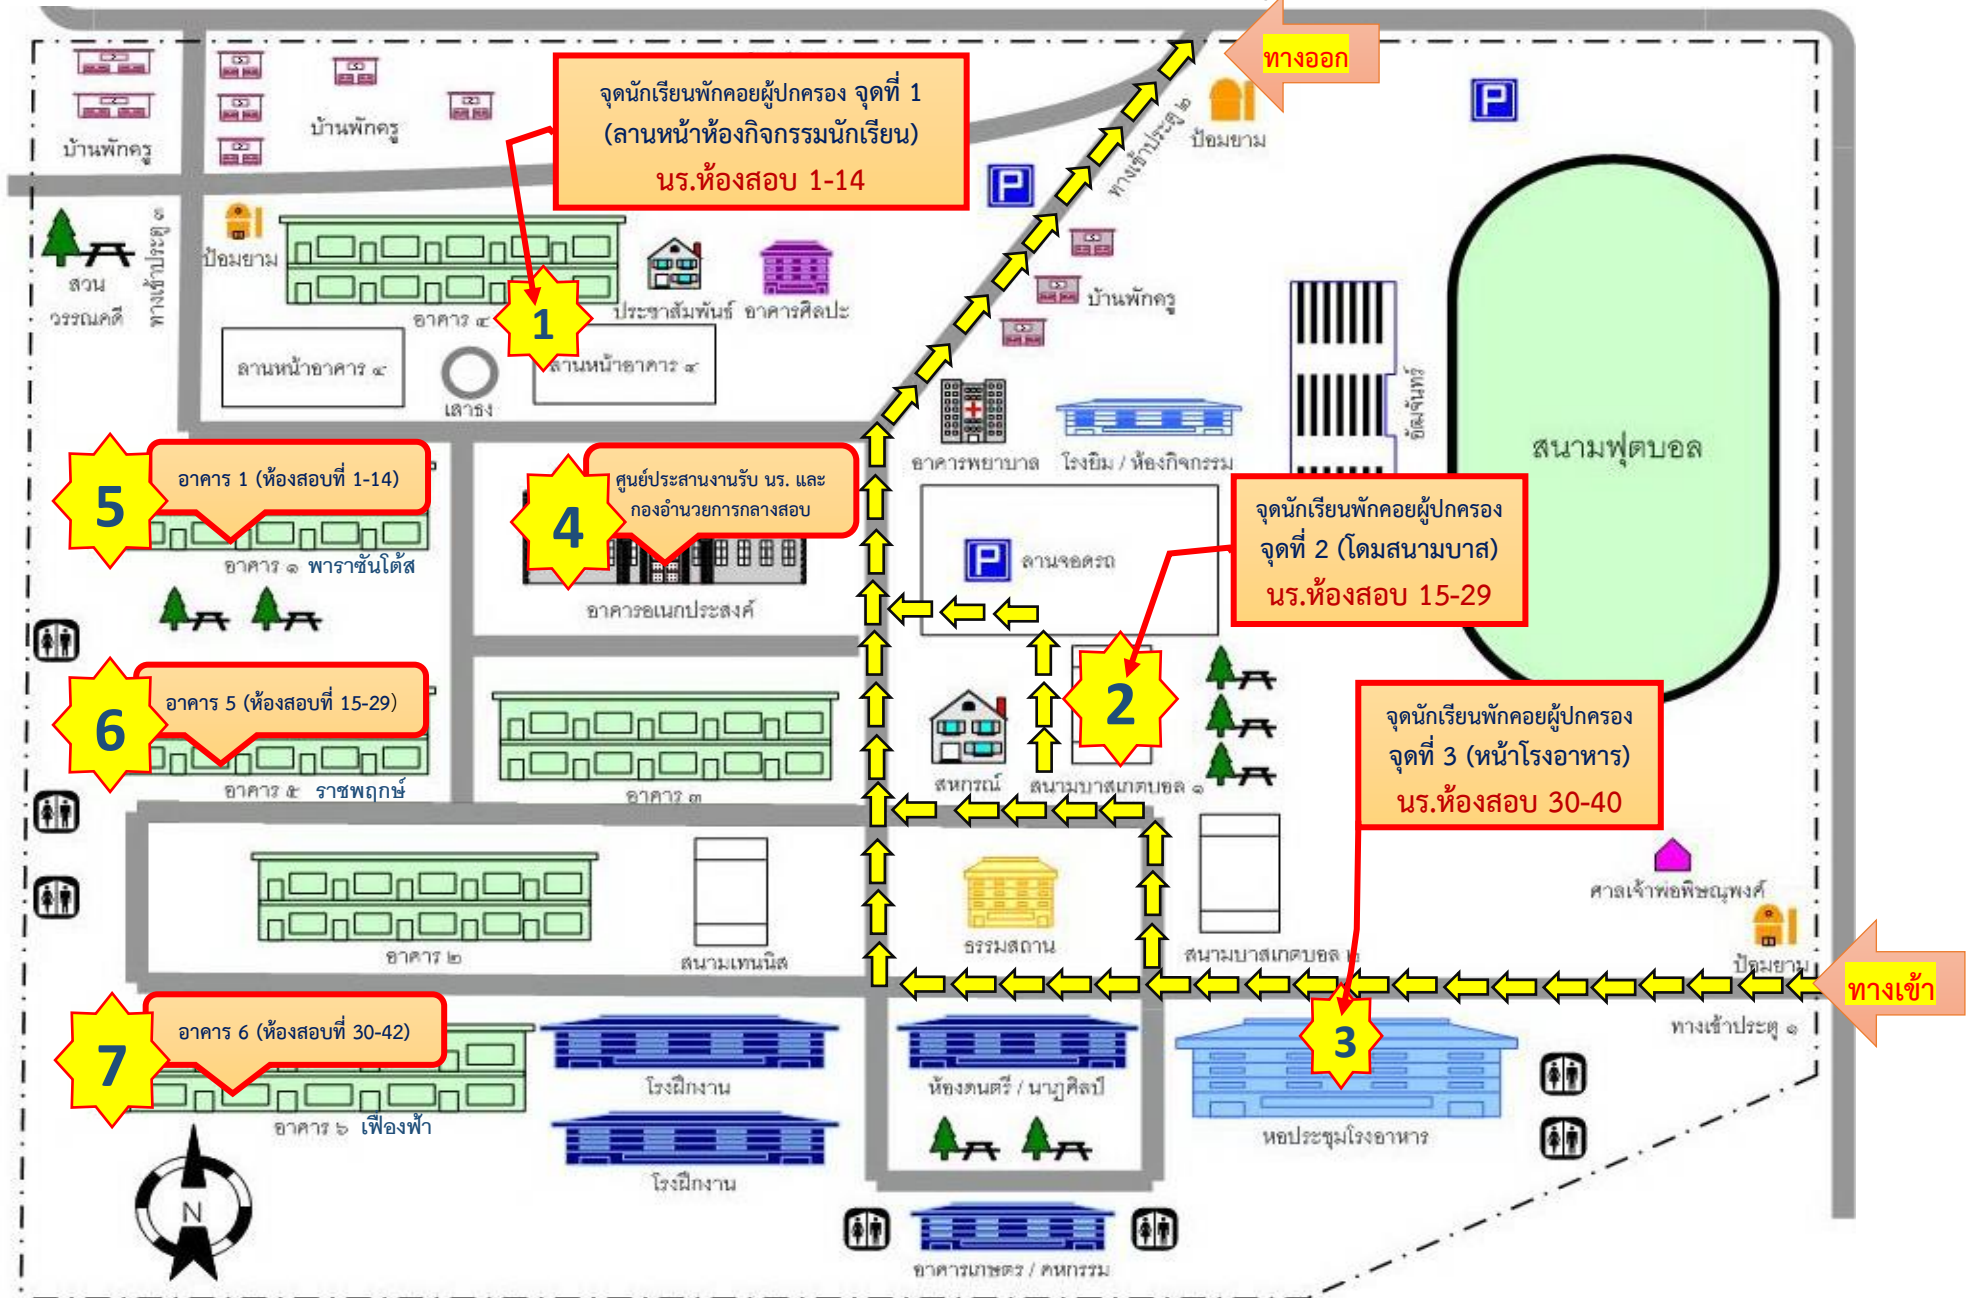 ทางออก
P
จุดนักเรียนพักคอยผู้ปกครอง จุดที่ 1
(ลานหน้าห้องกิจกรรมนักเรียน)
นร.ห้องสอบ 1-14
บ้านพักครู
บ้านพักครู
ป้อมยาม
ทางเข้าประตู ๒
P
สวน
วรรณคดี
ทางเข้าประตู ๓
ป้อมยาม
อาคาร ๔
1
ประชาสัมพันธ์
อาคารศิลปะ
บ้านพักครู
ลานหน้าอาคาร ๔
เสาธง
ลานหน้าอาคาร ๔
อาคารพยาบาล
โรงยิม / ห้องกิจกรรม
อัฒจันทร์
สนามฟุตบอล
5
อาคาร 1 (ห้องสอบที่ 1-14)
อาคาร ๑ พาราซันโต้ส
4
ศูนย์ประสานงานรับ นร. และ
กองอำนวยการกลางสอบ
อาคารอเนกประสงค์
P
ลานจอดรถ
จุดนักเรียนพักคอยผู้ปกครอง
จุดที่ 2 (โดมสนามบาส)
นร.ห้องสอบ 15-29
6
อาคาร 5 (ห้องสอบที่ 15-29)
อาคาร ๕ ราชพฤกษ์
อาคาร ๓
สหกรณ์
2
สนามบาสเกตบอล ๑
จุดนักเรียนพักคอยผู้ปกครอง
จุดที่ 3 (หน้าโรงอาหาร)
นร.ห้องสอบ 30-40
อาคาร ๒
สนามเทนนิส
ธรรมสถาน
สนามบาสเกตบอล ๒
ศาลเจ้าพ่อพิษณุพงค์
ป้อมยาม
ทางเข้า
ทางเข้าประตู ๑
7
อาคาร 6 (ห้องสอบที่ 30-42)
อาคาร ๖ เฟื่องฟ้า
โรงฝึกงาน
ห้องดนตรี / นาฏศิลป์
3
หอประชุมโรงอาหาร
โรงฝึกงาน
N
อาคารเกษตร / คหกรรม